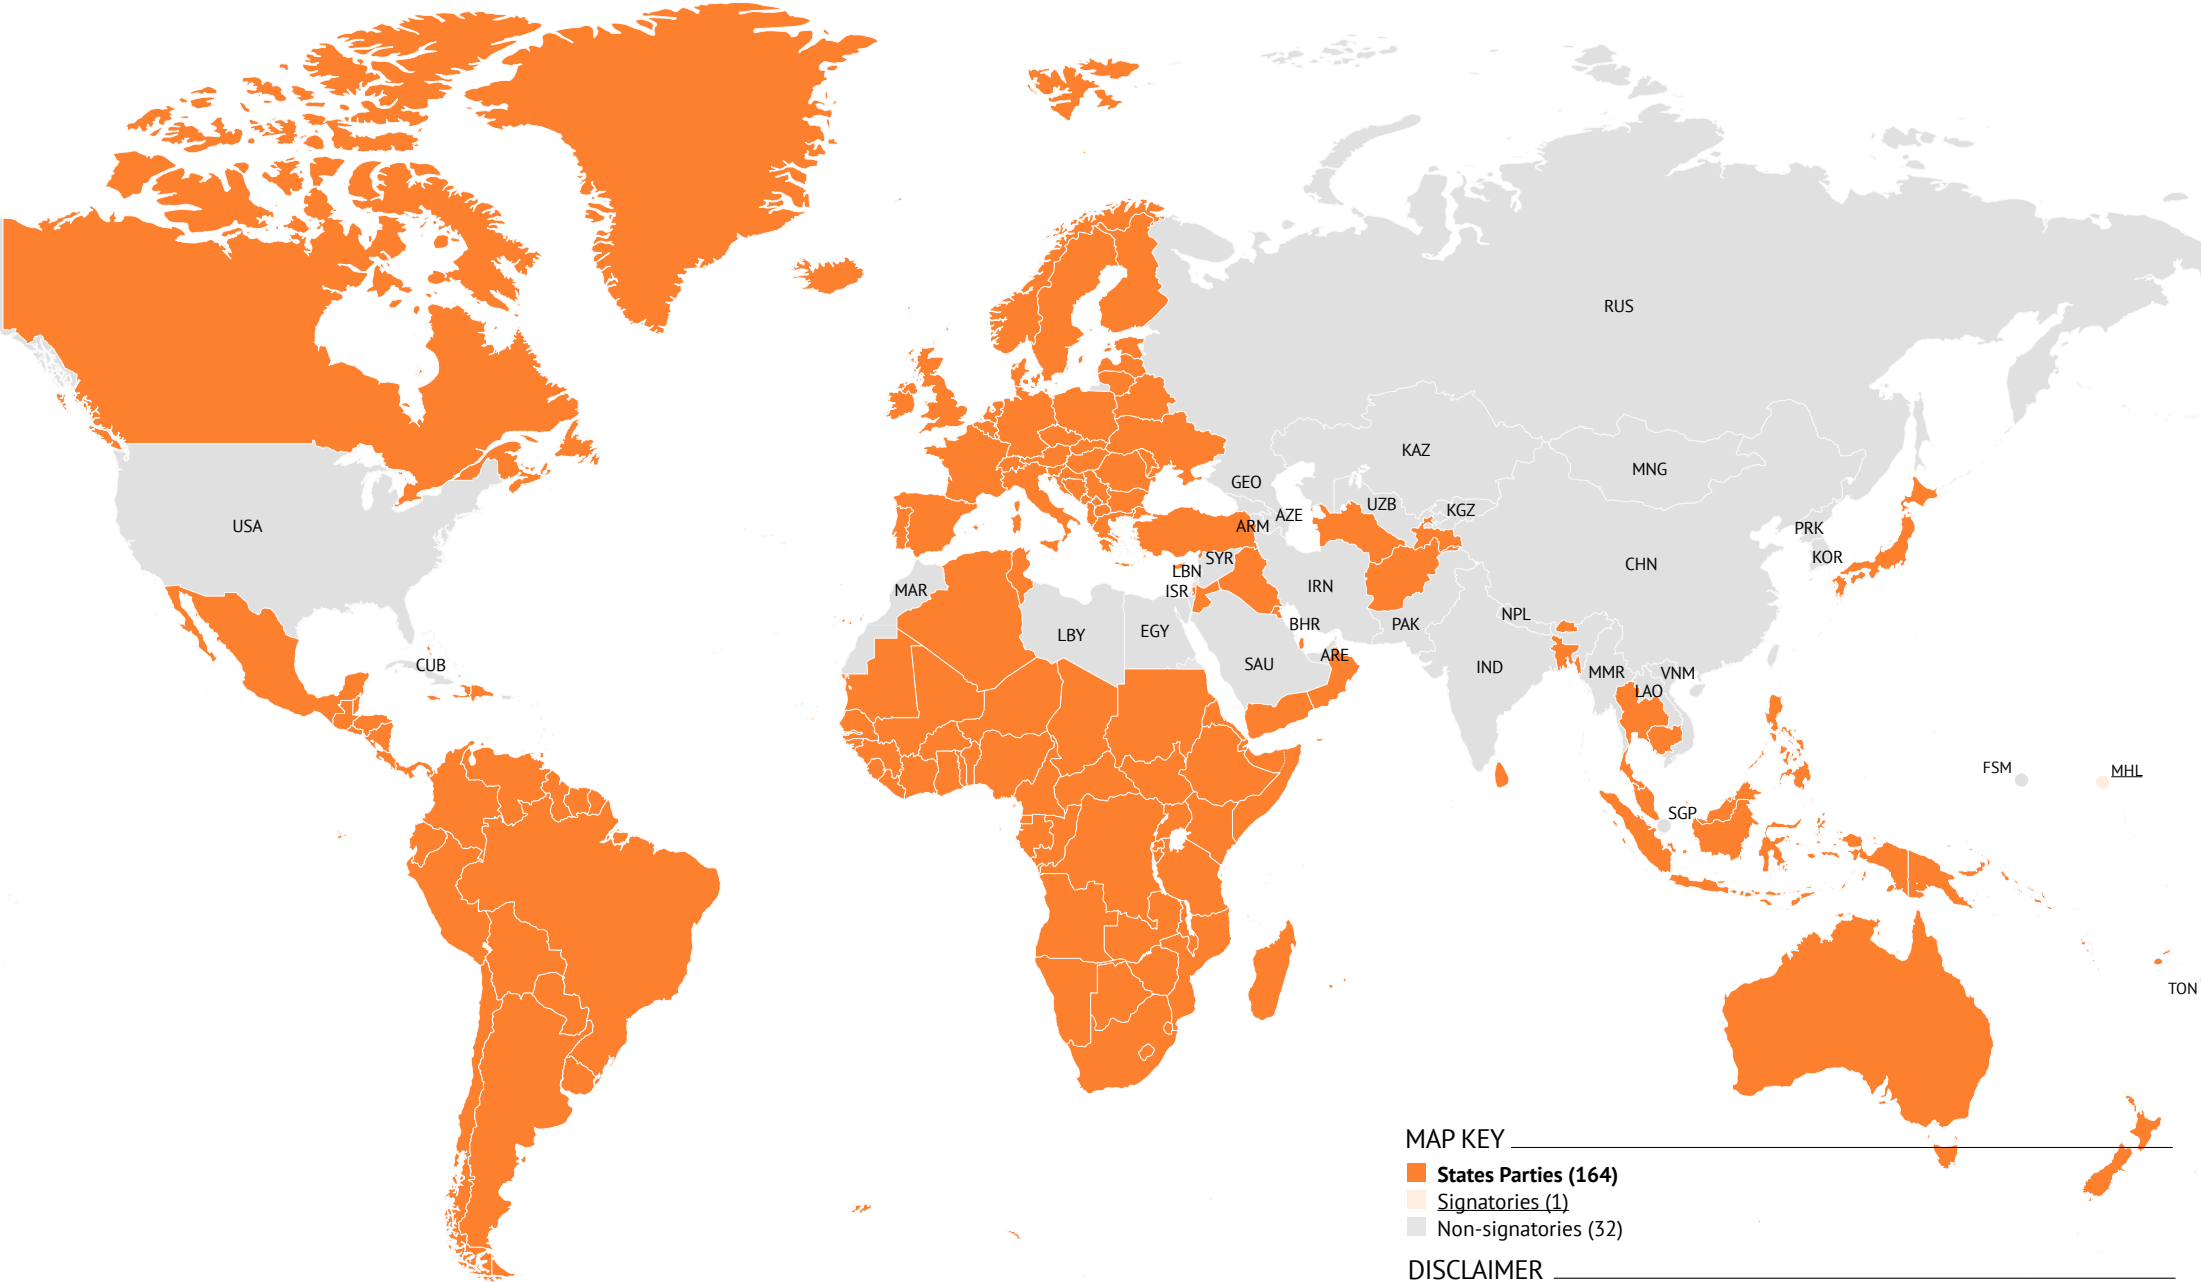 RUS
KAZ
MNG
GEO
UZB
KGZ
AZE
ARM
USA
PRK
KOR
SYR
LBN
CHN
ISR
IRN
MAR
NPL
BHR
PAK
LBY
EGY
ARE
SAU
IND
CUB
MMR
VNM
LAO
FSM
MHL
SGP
TON
MAP KEY
States Parties (164)
Signatories (1)
Non-signatories (32)
DISCLAIMER